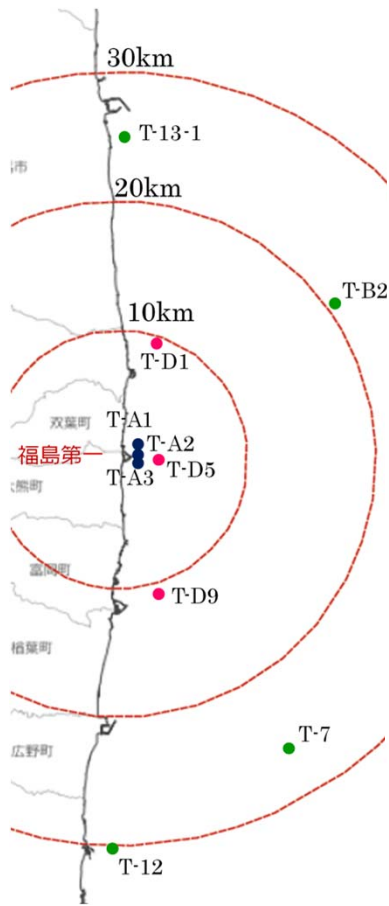 30km
T-13-1
市
20km
T-B2
10km
T-D1
双葉町
T-A1
T-A2
福島第一
T-D5
T-A3
大熊町
富岡町
T-D9
楢葉町
T-7
広野町
T-12